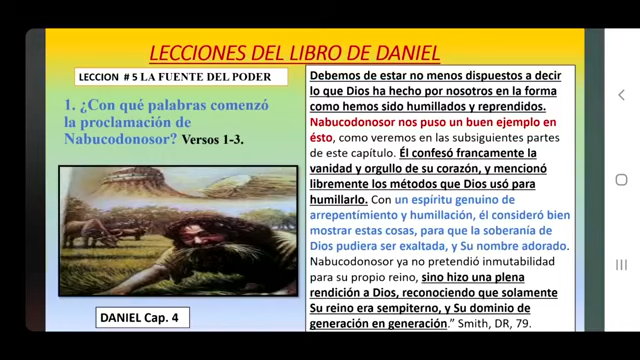 LECCIONES DEL LIBRO DE DANIEL
LECCION # 5 LA FUENTE DEL PODER
1. ¿Con qué palabras comenzó
la proclamación de
Nabucodonosor? Versos 1-3.
DANIEL Cap. 4
Debemos de estar no menos dispuestos a decir
lo que Dios ha hecho por nosotros en la forma
como hemos sido humillados y reprendidos.
Nabucodonosor nos puso un buen ejemplo en
ésto, como veremos en las subsiguientes partes
de este capítulo. Él confesó francamente la
vanidad y orgullo de su corazón, y mencionó
libremente los métodos que Dios usó para
humillarlo. Con un espíritu genuino de
arrepentimiento y humillación, él consideró bien
mostrar estas cosas, para que la soberanía de
Dios pudiera ser exaltada, y Su nombre adorado.
Nabucodonosor ya no pretendió inmutabilidad
para su propio reino, sino hizo una plena
rendición a Dios, reconociendo que solamente
Su reino era sempiterno, y Su dominio de
generación en generación.” Smith, DR, 79.